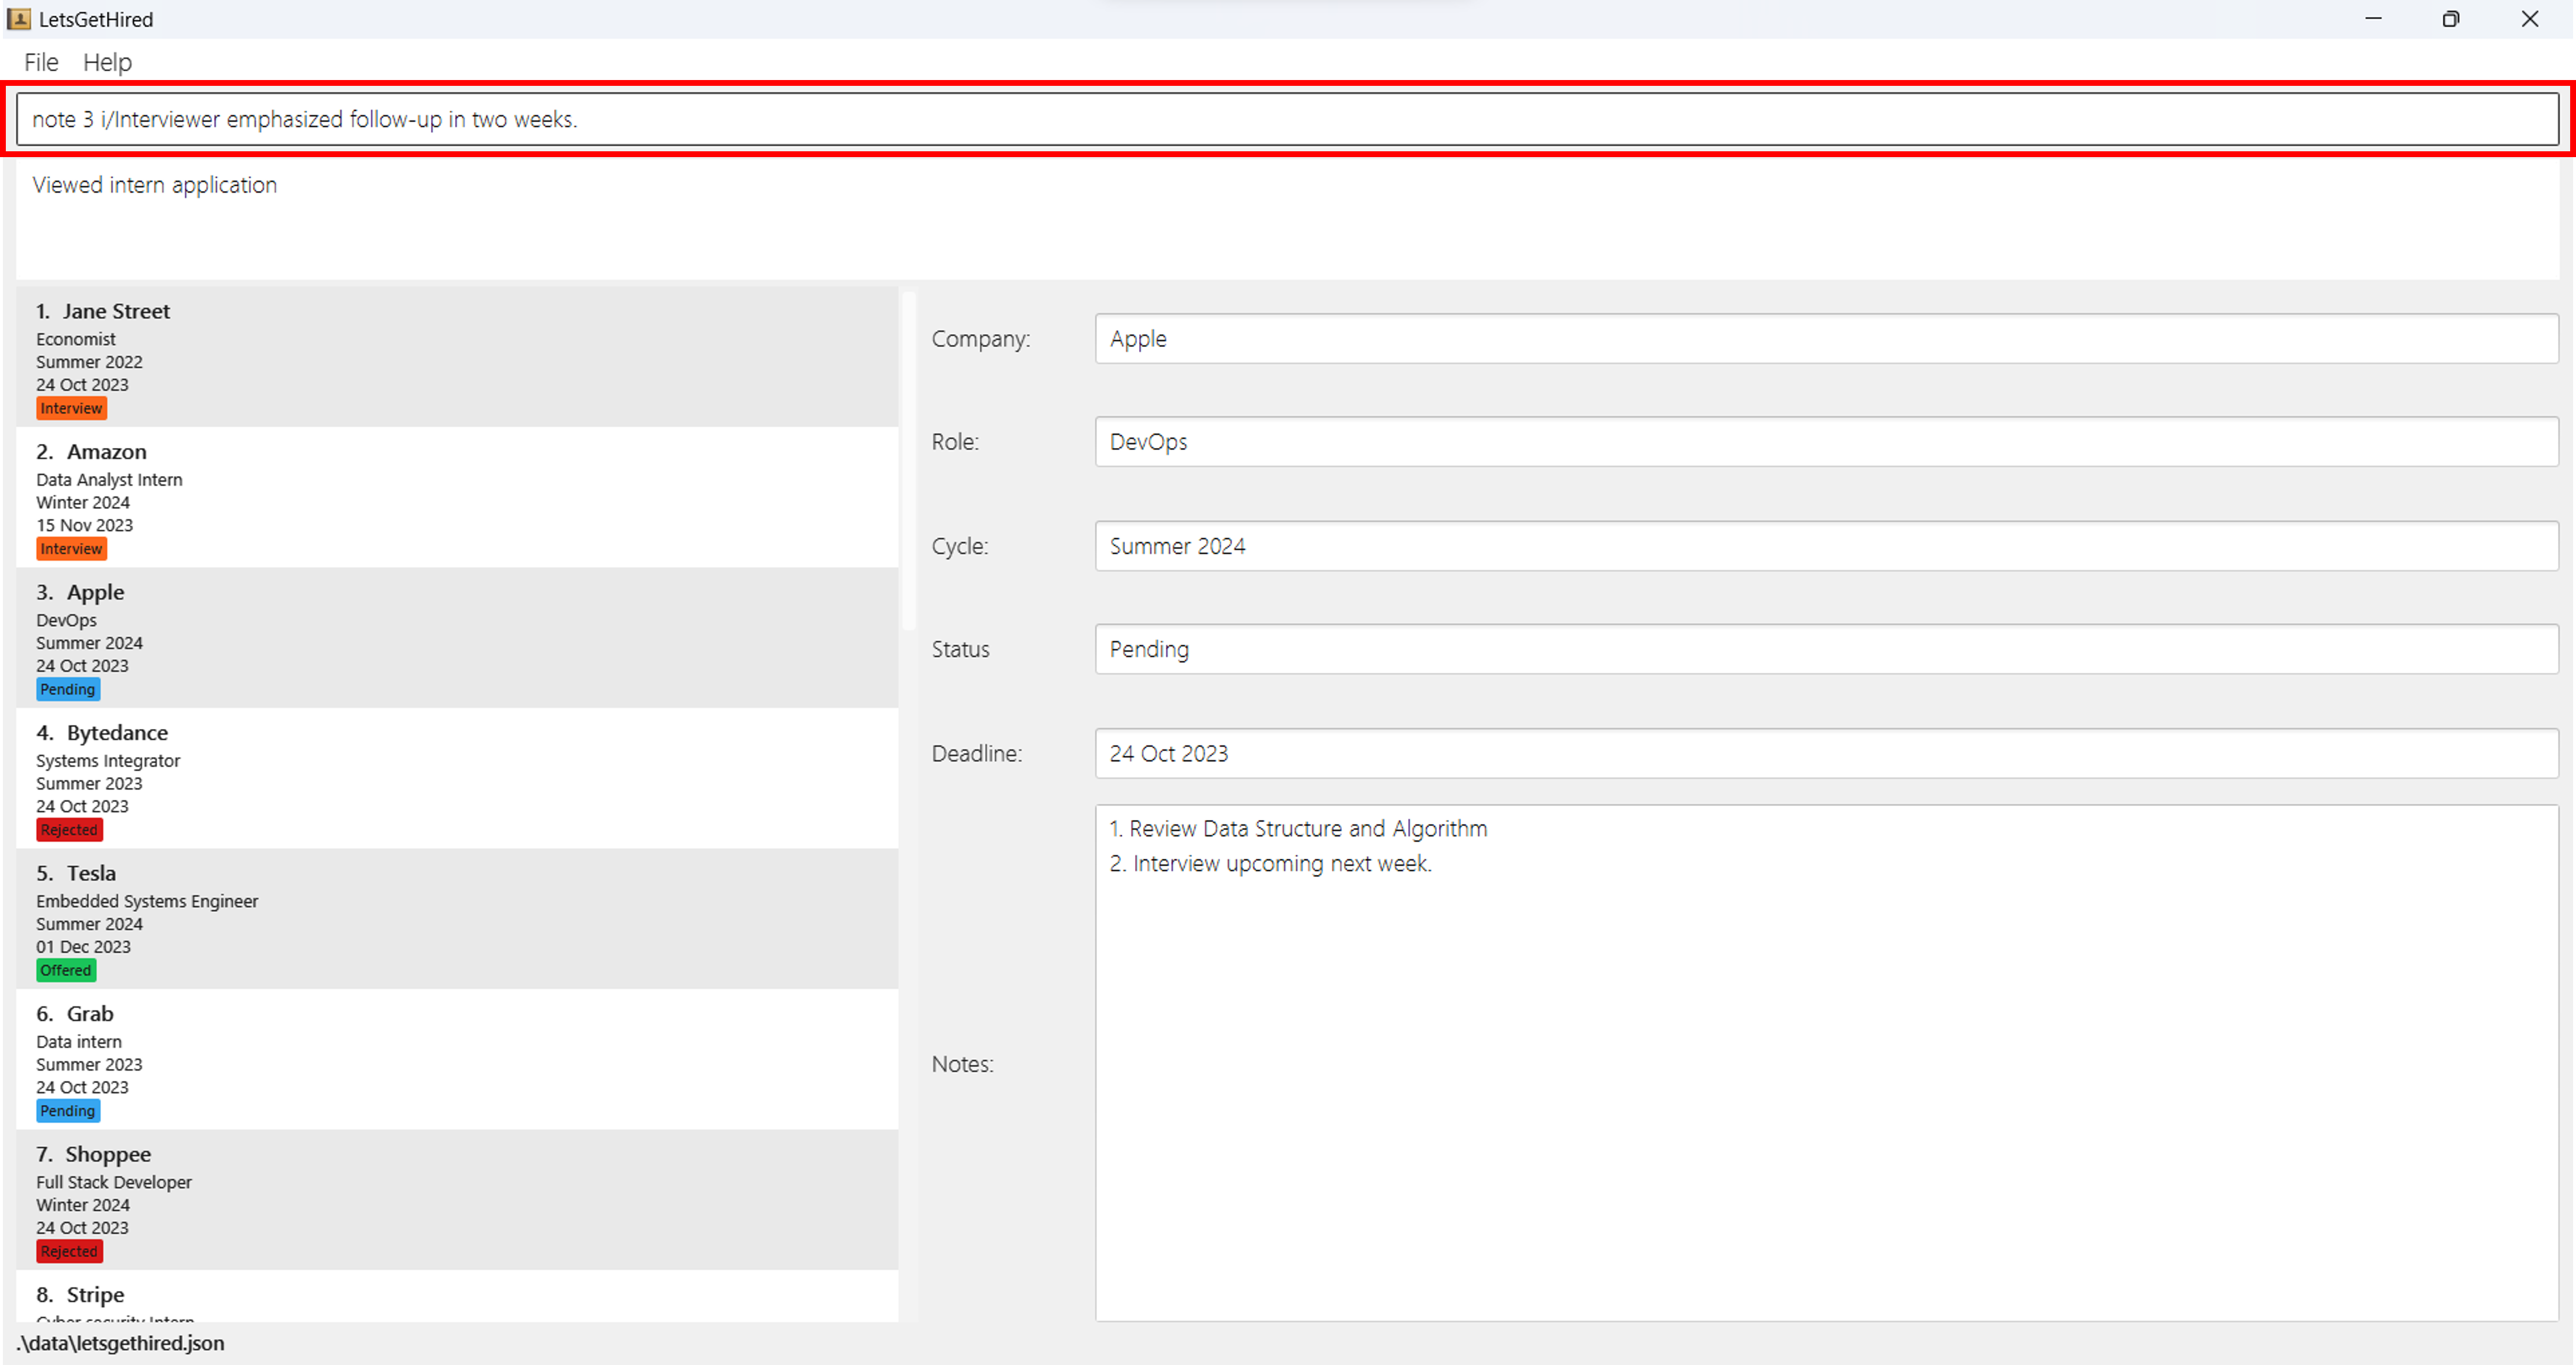 LetsGetHired
File Help
note 3 i/Interviewer emphasized follow-up in two weeks.
Viewed intern application
1. Jane Street
Economist
Summer 2022
24 Oct 2023
Interview
2. Amazon
Data Analyst Intern
Winter 2024
15 Nov 2023
Interview
3. Apple
DevOps
Summer 2024
24 Oct 2023
Pending
4. Bytedance
Systems Integrator
Summer 2023
24 Oct 2023
Rejected
5. Tesla
Embedded Systems Engineer
Summer 2024
01 Dec 2023
Offered
6. Grab
Data intern
Summer 2023
24 Oct 2023
Pending
7. Shoppee
Full Stack Developer
Winter 2024
24 Oct 2023
Rejected
8. Stripe
Cyber security Intern
Company: Apple
Role: DevOps
Cycle: Summer 2024
Status Pending
Deadline: 24 Oct 2023
Notes:
1. Review Data Structure and Algorithm
2. Interview upcoming next week.
.\data\letsgethired.json